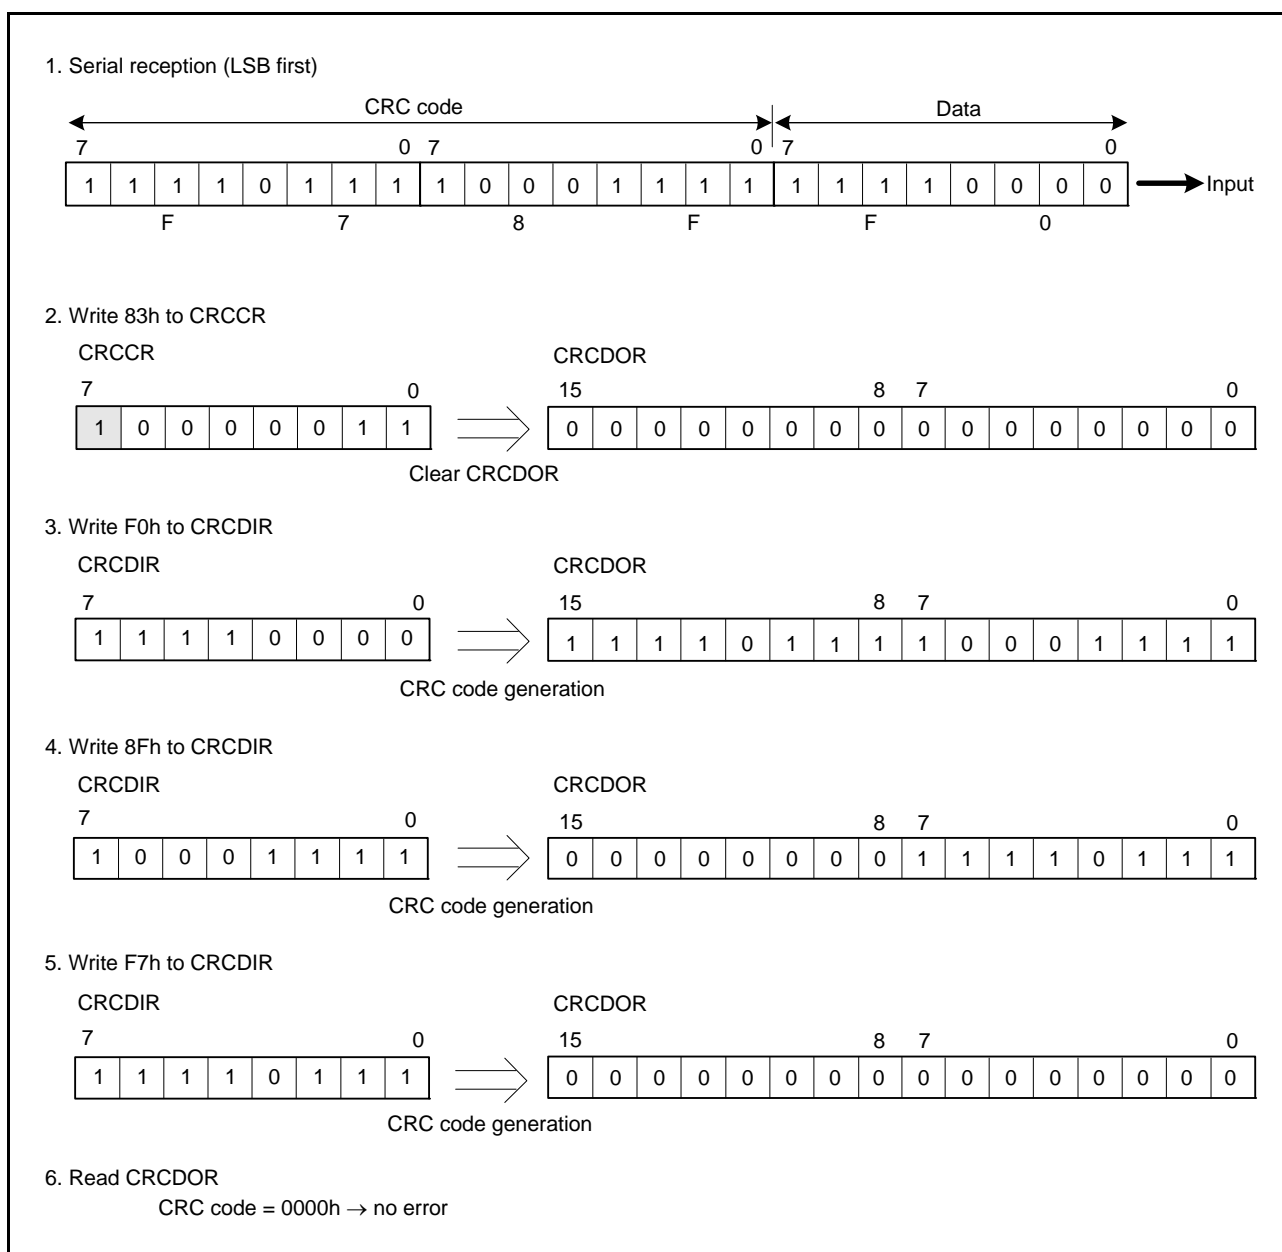 1. Serial reception (LSB first)
CRC code Data
7 0 7 0 7 0
1 1 1 1 0 1 1 1 1 0 0 0 1 1 1 1 1 1 1 1 0 0 0 0 Input
F 7 8 F F 0
2. Write 83h to CRCCR
CRCCR CRCDOR
7 0 15 8 7 0
1 0 0 0 0 0 1 1 0 0 0 0 0 0 0 0 0 0 0 0 0 0 0 0
Clear CRCDOR
3. Write F0h to CRCDIR
CRCDIR CRCDOR
7 0 15 8 7 0
1 1 1 1 0 0 0 0 1 1 1 1 0 1 1 1 1 0 0 0 1 1 1 1
CRC code generation
4. Write 8Fh to CRCDIR
CRCDIR CRCDOR
7 0 15 8 7 0
1 0 0 0 1 1 1 1 0 0 0 0 0 0 0 0 1 1 1 1 0 1 1 1
CRC code generation
5. Write F7h to CRCDIR
CRCDIR CRCDOR
7 0 15 8 7 0
1 1 1 1 0 1 1 1 0 0 0 0 0 0 0 0 0 0 0 0 0 0 0 0
CRC code generation
6. Read CRCDOR
CRC code = 0000h → no error